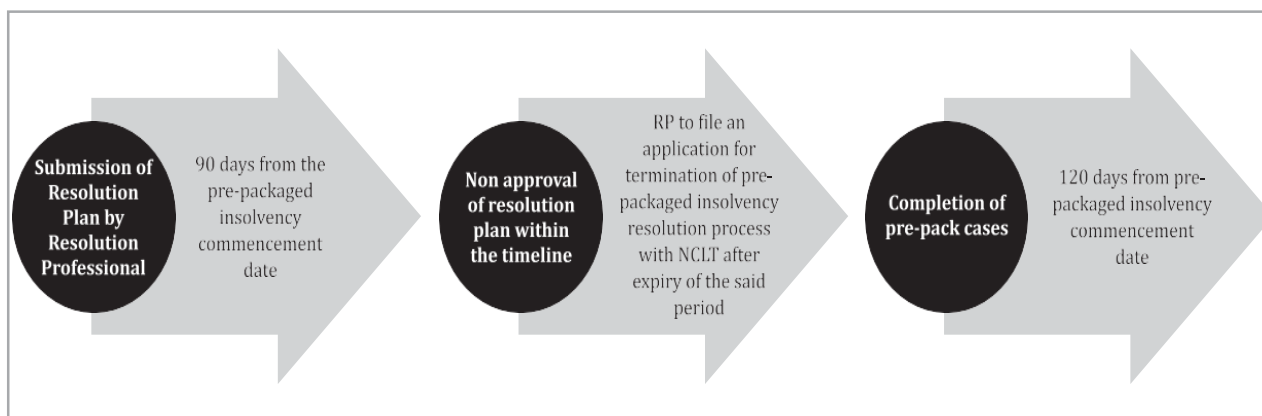 Submission of
Resolution
Plan by
Resolution
Professional
90 days from the
pre-packaged
insolvency
commencement
date
Non approval
of resolution
plan within
the timeline
RP to file an
application for
termination of pre-
packaged insolvency
resolution process
with NCLT after
expiry of the said
period
Completion of
pre-pack cases
120 days from pre-
packaged insolvency
commencement
date